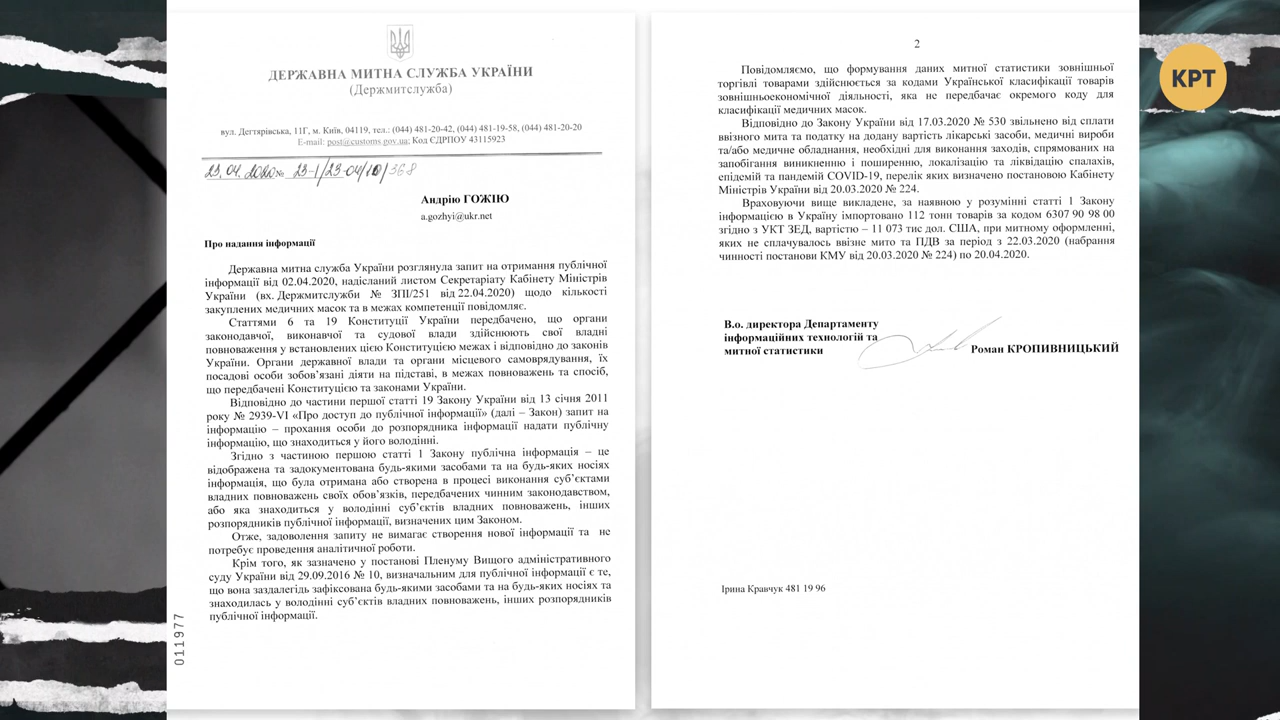 ДЕРЖАВНА МИТНА СЛУЖБА УКРАЇНИ
(Держмитслужба)
вул. Дегтярівська, 11Г, м. Київ, 04119, тел.: (044) 481-20-42, (044) 481-19-58, (044) 481-20-20
E-mail: post@customs.gov.ua; Код ЄДРПОУ 43115923
23.04.2020 № 23-1/23-04/10/368
Андрію ГОЖІЮ
a.gozhyi@ukr.net
Про надання інформації
Державна митна служба України розглянула запит на отримання публічної
інформації від 02.04.2020, надісланий листом Секретаріату Кабінету Міністрів
України (вх. Держмитслужби № ЗПІ/251 від 22.04.2020) щодо кількості
закуплених медичних масок та в межах компетенції повідомляє.
Статтями 6 та 19 Конституції України передбачено, що органи
законодавчої, виконавчої та судової влади здійснюють свої владні
повноваження у встановлених цією Конституцією межах і відповідно до законів
України. Органи державної влади та органи місцевого самоврядування, їх
посадові особи зобов’язані діяти на підставі, в межах повноважень та спосіб,
що передбачені Конституцією та законами України.
Відповідно до частини першої статті 19 Закону України від 13 січня 2011
року № 2939-VI «Про доступ до публічної інформації» (далі – Закон) запит на
інформацію – прохання особи до розпорядника інформації надати публічну
інформацію, що знаходиться у його володінні.
Згідно з частиною першою статті 1 Закону публічна інформація – це
відображена та задокументована будь-якими засобами та на будь-яких носіях
інформація, що була отримана або створена в процесі виконання суб’єктами
владних повноважень своїх обов’язків, передбачених чинним законодавством,
або яка знаходиться у володінні суб’єктів владних повноважень, інших
розпорядників публічної інформації, визначених цим Законом.
Отже, задоволення запиту не вимагає створення нової інформації та не
потребує проведення аналітичної роботи.
Крім того, як зазначено у постанові Пленуму Вищого адміністративного
суду України від 29.09.2016 № 10, визначальним для публічної інформації є те,
що вона заздалегідь зафіксована будь-якими засобами та на будь-яких носіях та
знаходилась у володінні суб’єктів владних повноважень, інших розпорядників
публічної інформації.
011977
2
Повідомляємо, що формування даних митної статистики зовнішньої
торгівлі товарами здійснюється за кодами Української класифікації товарів
зовнішньоекономічної діяльності, яка не передбачає окремого коду для
класифікації медичних масок.
Відповідно до Закону України від 17.03.2020 № 530 звільнено від сплати
ввізного мита та податку на додану вартість лікарські засоби, медичні вироби
та/або медичне обладнання, необхідні для виконання заходів, спрямованих на
запобігання виникненню і поширенню, локалізацію та ліквідацію спалахів,
епідемій та пандемій COVID-19, перелік яких визначено постановою Кабінету
Міністрів України від 20.03.2020 № 224.
Враховуючи вище викладене, за наявною у розумінні статті 1 Закону
інформацією в Україну імпортовано 112 тонн товарів за кодом 6307 90 98 00
згідно з УКТ ЗЕД, вартістю – 11 073 тис дол. США, при митному оформленні,
яких не сплачувалось ввізне мито та ПДВ за період з 22.03.2020 (набрання
чинності постанови КМУ від 20.03.2020 № 224) по 20.04.2020.
В.о. директора Департаменту
інформаційних технологій та
митної статистики
Роман КРОПИВНИЦЬКИЙ
Ірина Кравчук 481 19 96
КРТ